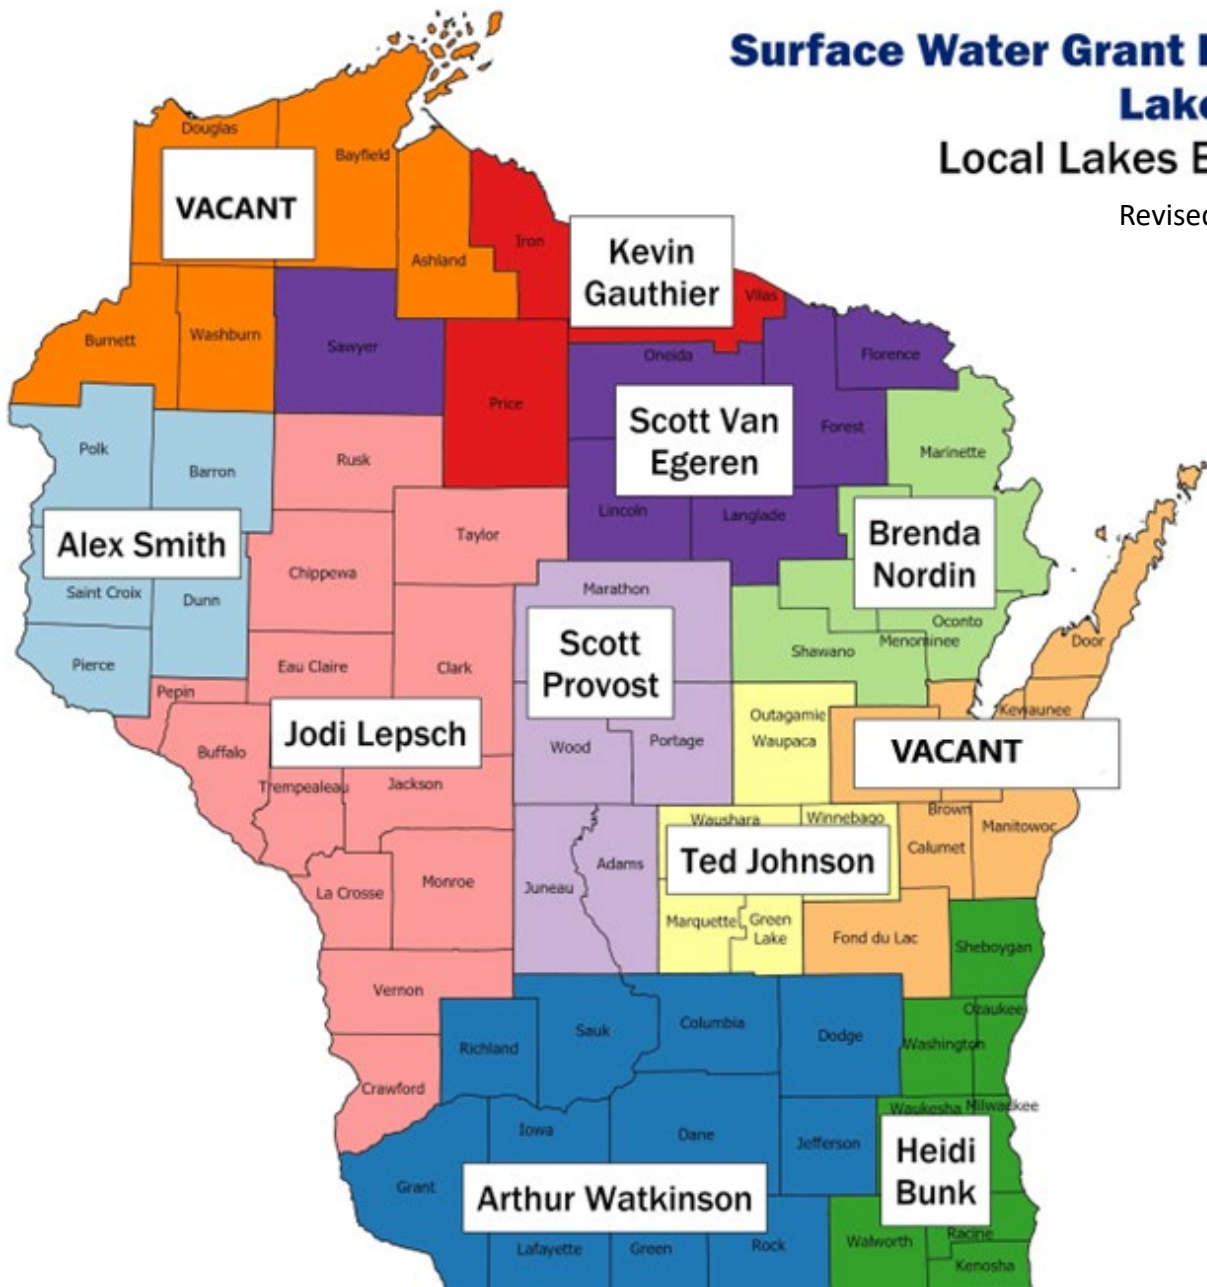 Surface Water Grant
Lake
Local Lakes
Revised
Douglas
Bayfield
VACANT
Ashland
Iron
Kevin
Gauthier
Vilas
Burnett
Washburn
Sawyer
Price
Oneida
Florence
Forest
Scott Van
Egeren
Lincoln
Langlade
Marinette
Polk
Barron
Rusk
Taylor
Alex Smith
Chippewa
Brenda
Nordin
Saint Croix
Dunn
Marathon
Oconto
Menominee
Shawano
Door
Pierce
Pepin
Eau Claire
Clark
Scott
Provost
Kewaunee
Jodi Lepsch
Buffalo
Wood
Portage
Outagamie
Waupaca
VACANT
Trempealeau
Jackson
Brown
Manitowoc
Calumet
Waushara
Winnebago
Ted Johnson
La Crosse
Monroe
Juneau
Adams
Marquette
Green
Lake
Fond du Lac
Sheboygan
Vernon
Richland
Sauk
Columbia
Dodge
Ozaukee
Washington
Crawford
Iowa
Dane
Jefferson
Waukesha
Milwaukee
Heidi
Bunk
Grant
Arthur Watkinson
Lafayette
Green
Rock
Walworth
Racine
Kenosha